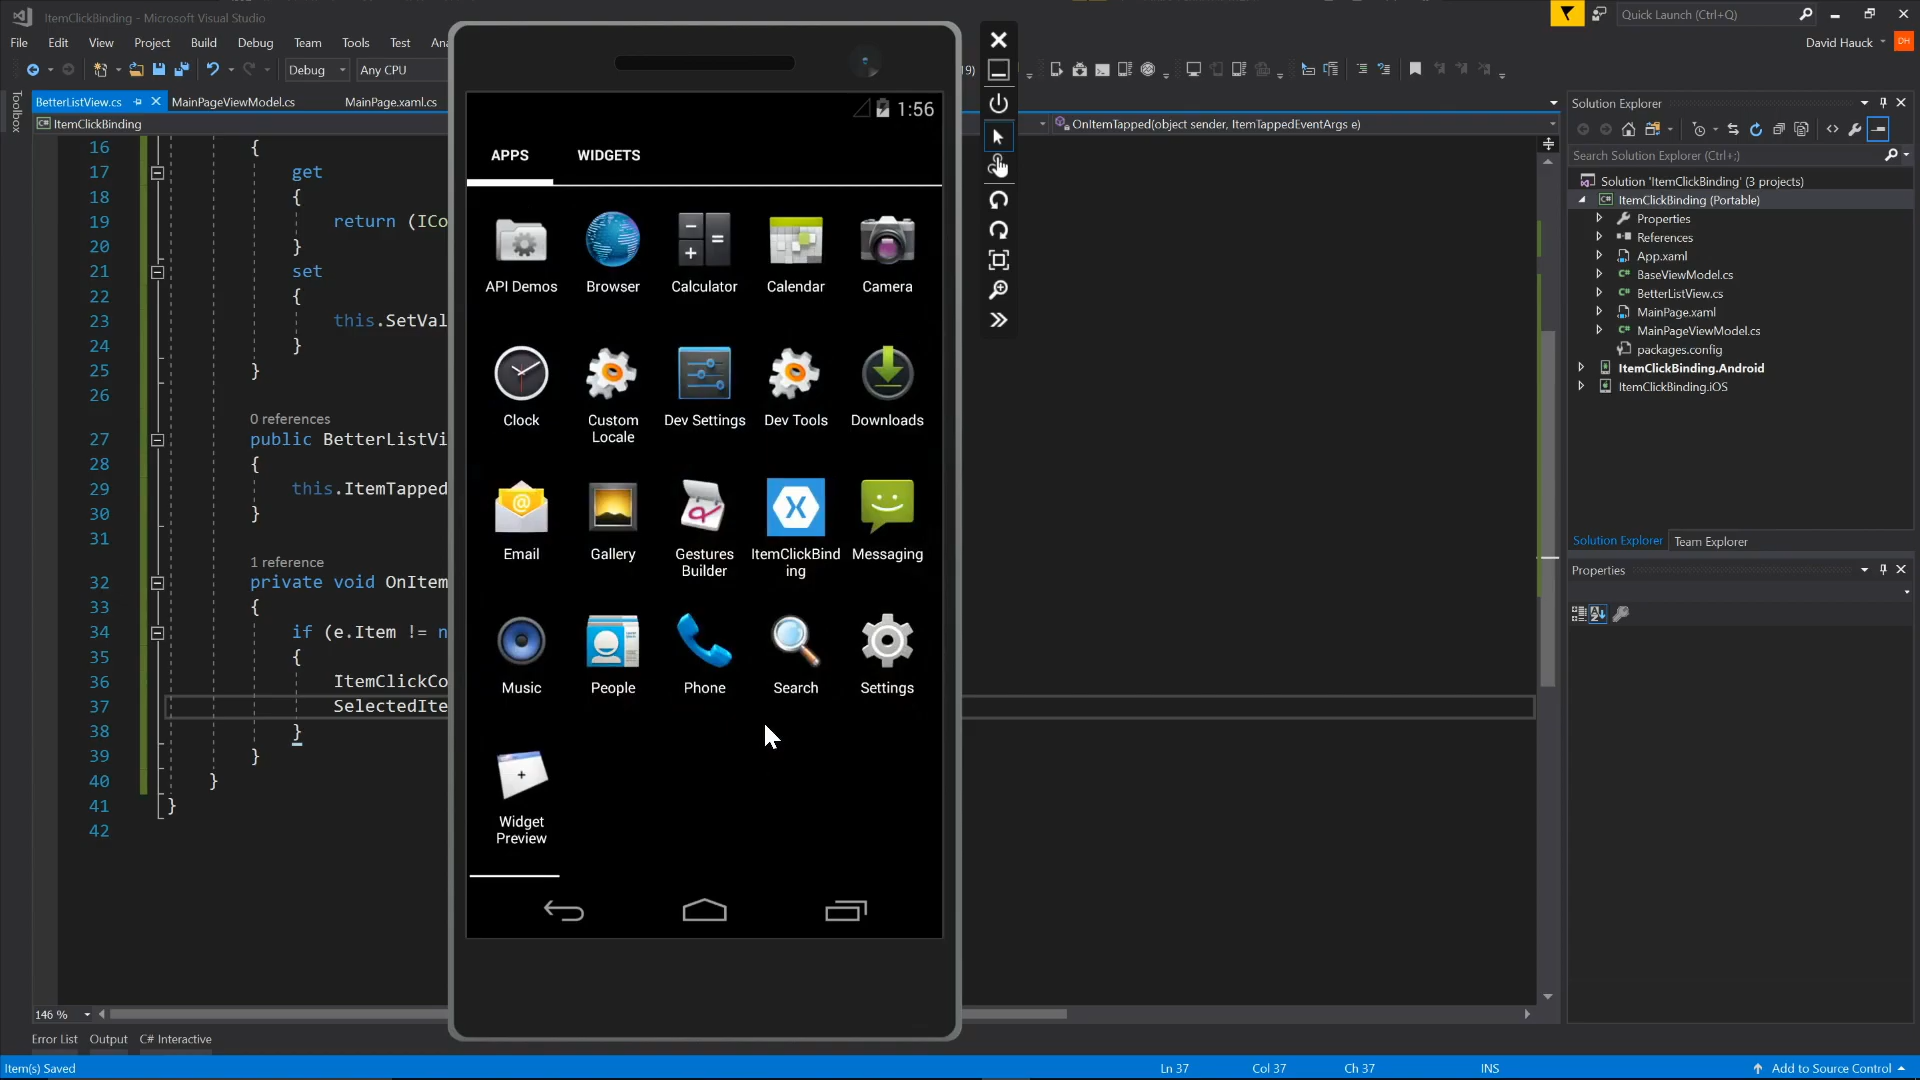 ItemClickBinding - Microsoft Visual Studio
Quick Launch (Ctrl+Q)
File Edit View Project Build Debug Team Tools Test
David Hauck DH
Debug Any CPU
19)
Toolbox
BetterListView.cs MainPageViewModel.cs MainPage.xaml.cs
ItemClickBinding
OnItemTapped(object sender, ItemTappedEventArgs e)
16 {
17 get
18 {
19 return (ICo
20 }
21 set
22 {
23 this.SetVal
24 }
25 }
26
0 references
27 public BetterListVi
28 {
29 this.ItemTapped
30 }
31
1 reference
32 private void OnItem
33 {
34 if (e.Item != n
35 {
36 ItemClickCo
37 SelectedIte
38 }
39 }
40 }
41 }
42
146 %
1:56
APPS WIDGETS
API Demos Browser Calculator Calendar Camera
Clock Custom Locale Dev Settings Dev Tools Downloads
Email Gallery Gestures Builder ItemClickBinding Messaging
Music People Phone Search Settings
Widget Preview
Solution Explorer
Search Solution Explorer (Ctrl+;)
Solution 'ItemClickBinding' (3 projects)
ItemClickBinding (Portable)
Properties
References
App.xaml
BaseViewModel.cs
BetterListView.cs
MainPage.xaml
MainPageViewModel.cs
packages.config
ItemClickBinding.Android
ItemClickBinding.iOS
Solution Explorer Team Explorer
Properties
Error List Output C# Interactive
Item(s) Saved
Ln 37 Col 37 Ch 37 INS
Add to Source Control